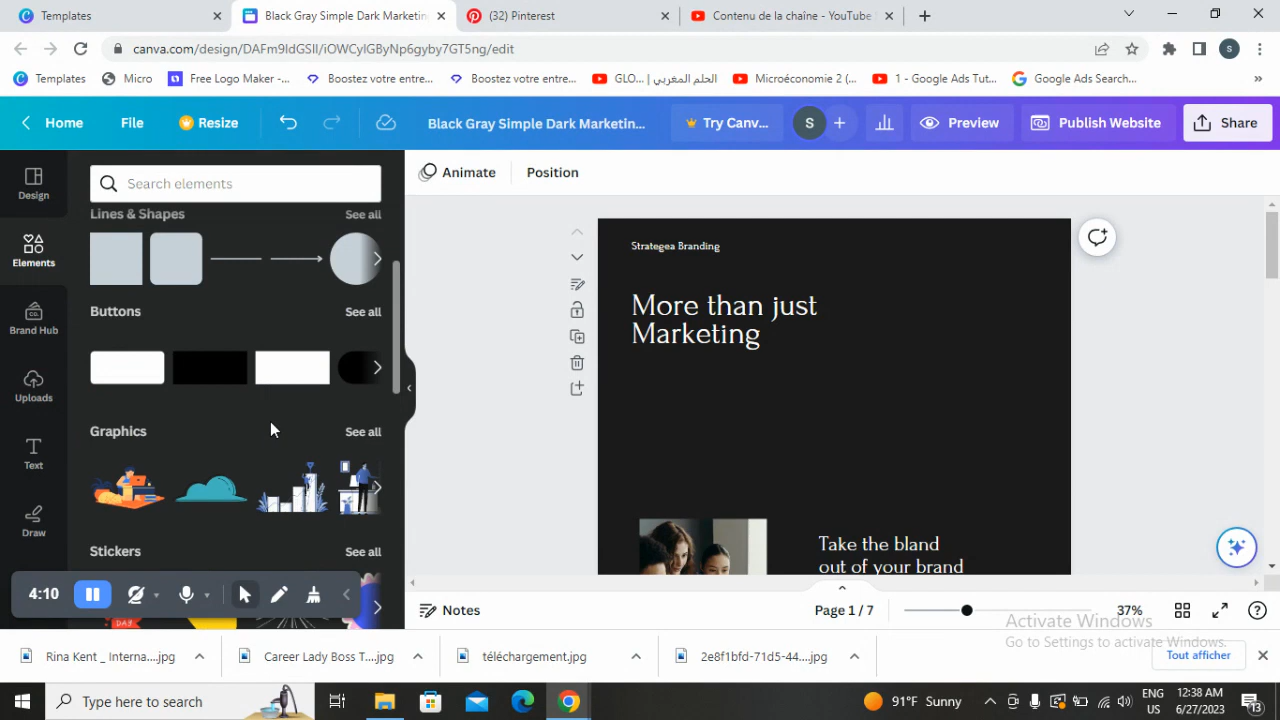 Templates
Black Gray Simple Dark Marketin
(32) Pinterest
Contenu de la chaîne - YouTube
canva.com/design/DAFm9IdGSlI/iOWCyIGByNp6gyby7GT5ng/edit
S
Templates
Micro
Free Logo Maker -...
Boostez votre entre...
Boostez votre entre...
GLO... | الحلم المغربي
Microéconomie 2 (...
1 - Google Ads Tut...
Google Ads Search...
»
Home
File
Resize
Black Gray Simple Dark Marketin...
Try Canv...
S
Preview
Publish Website
Share
Design
Elements
Brand Hub
Uploads
Text
Draw
Search elements
Lines & Shapes
See all
Buttons
See all
Graphics
See all
Stickers
See all
DAY
Animate
Position
Strategea Branding
More than just
Marketing
Take the bland
out of your brand
4:10
Notes
Page 1 / 7
37%
Activate Windows
Go to Settings to activate Windows.
Rina Kent _ Interna....jpg
Career Lady Boss T....jpg
téléchargement.jpg
2e8f1bfd-71d5-44....jpg
Tout afficher
Type here to search
91°F Sunny
ENG
US
12:38 AM
6/27/2023
13